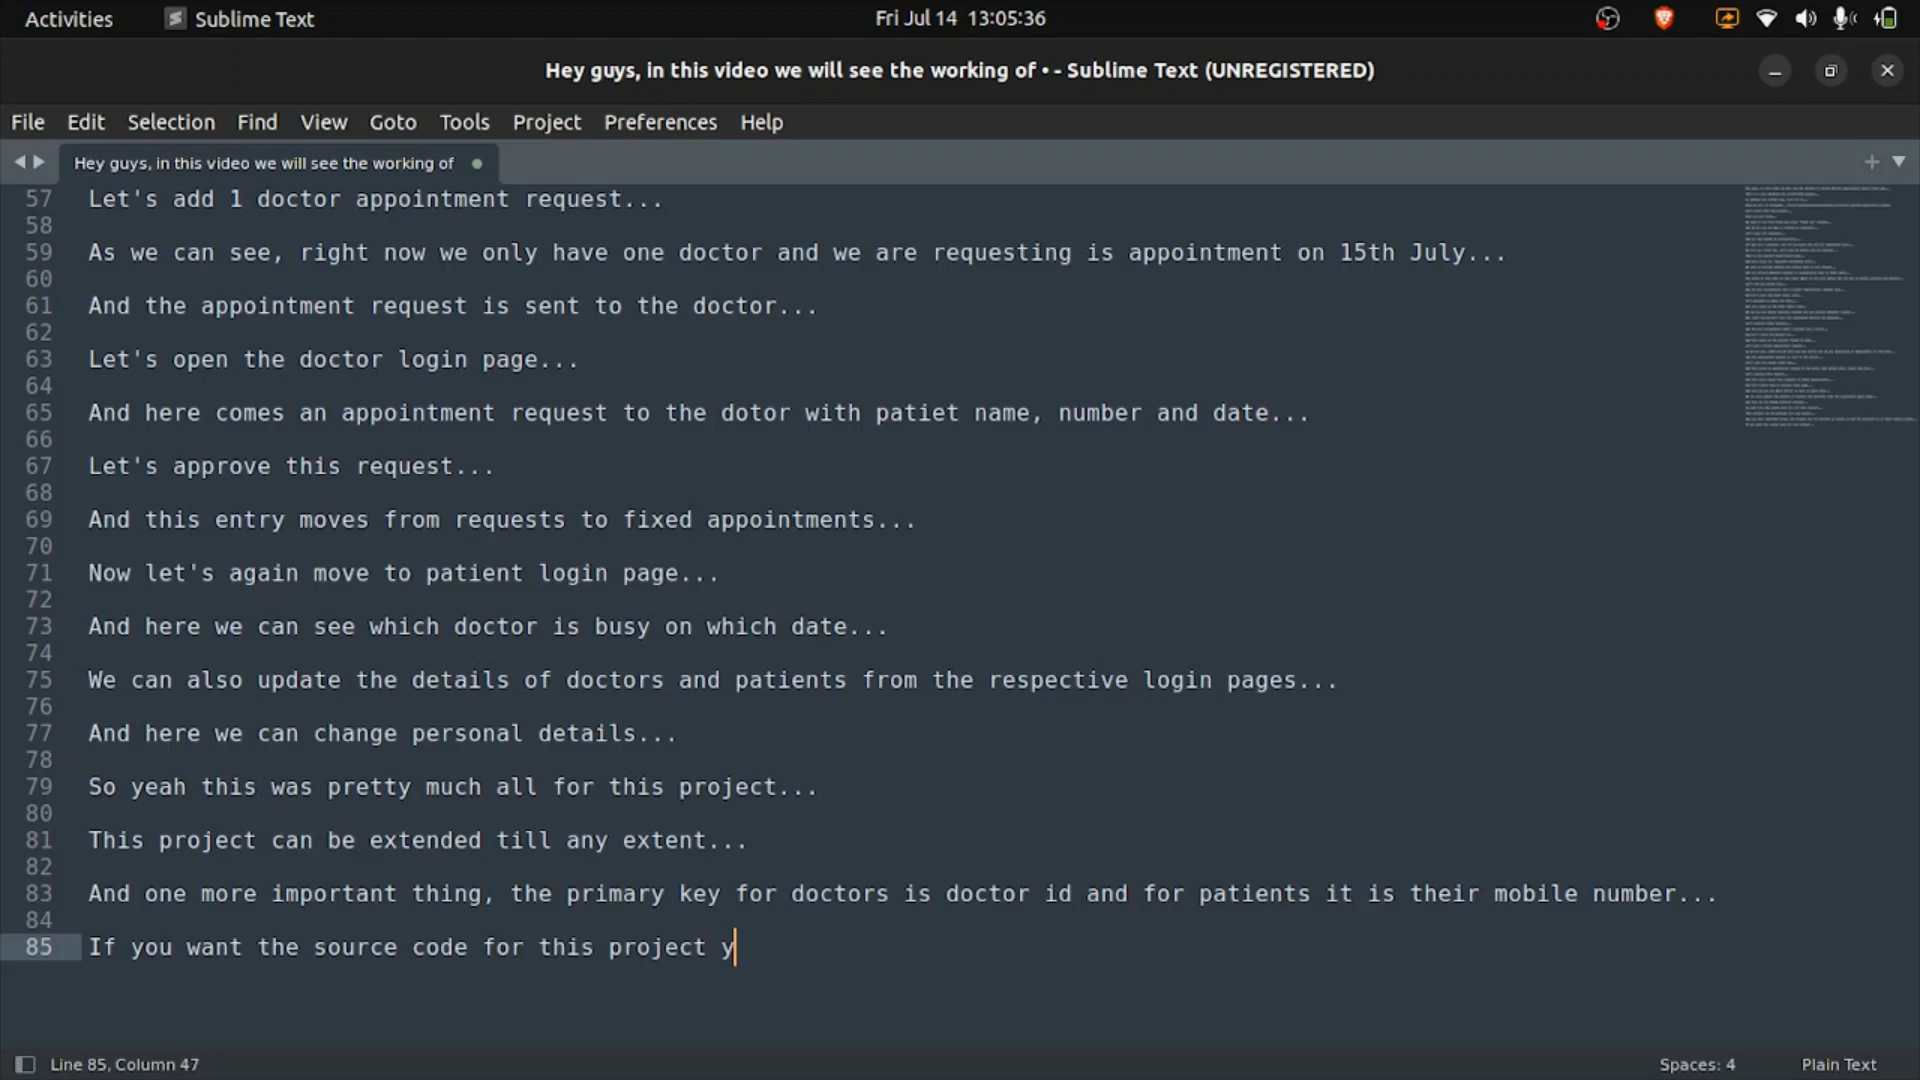 Activities Sublime Text Fri Jul 14 13:05:36
Hey guys, in this video we will see the working of • - Sublime Text (UNREGISTERED)
File Edit Selection Find View Goto Tools Project Preferences Help
Hey guys, in this video we will see the working of
57 Let's add 1 doctor appointment request...
58
59 As we can see, right now we only have one doctor and we are requesting is appointment on 15th July...
60
61 And the appointment request is sent to the doctor...
62
63 Let's open the doctor login page...
64
65 And here comes an appointment request to the dotor with patiet name, number and date...
66
67 Let's approve this request...
68
69 And this entry moves from requests to fixed appointments...
70
71 Now let's again move to patient login page...
72
73 And here we can see which doctor is busy on which date...
74
75 We can also update the details of doctors and patients from the respective login pages...
76
77 And here we can change personal details...
78
79 So yeah this was pretty much all for this project...
80
81 This project can be extended till any extent...
82
83 And one more important thing, the primary key for doctors is doctor id and for patients it is their mobile number...
84
85 If you want the source code for this project y
Line 85, Column 47 Spaces: 4 Plain Text